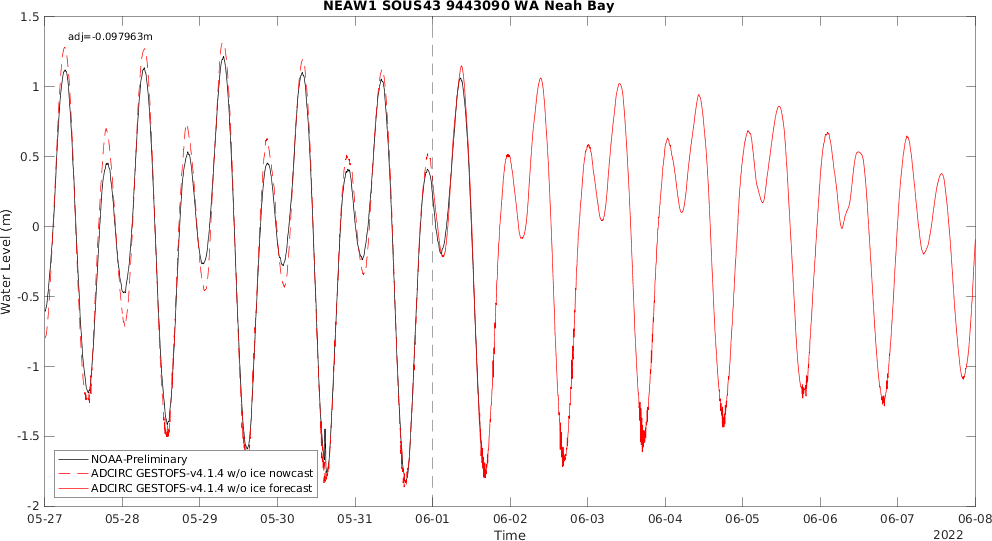 NEAW1 SOUS43 9443090 WA Neah Bay
adj=-0.097963m
1.5
1
0.5
0
-0.5
-1
-1.5
-2
Water Level (m)
NOAA-Preliminary
ADCIRC GESTOFS-v4.1.4 w/o ice nowcast
ADCIRC GESTOFS-v4.1.4 w/o ice forecast
05-27 05-28 05-29 05-30 05-31 06-01 06-02 06-03 06-04 06-05 06-06 06-07 06-08
Time
2022